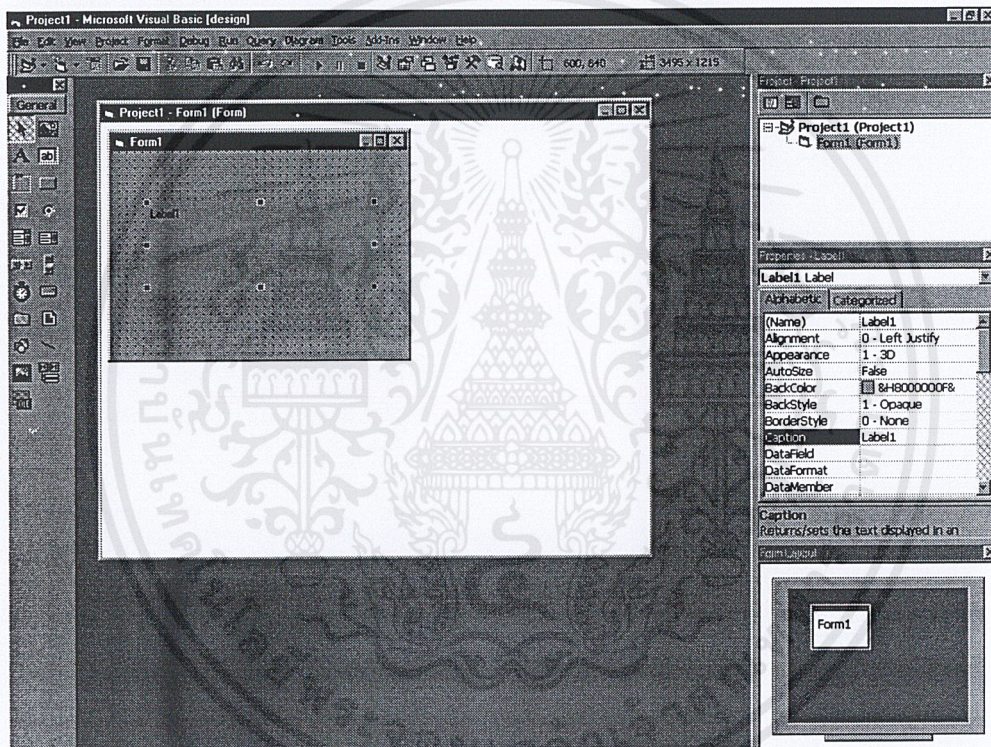 Project1 - Microsoft Visual Basic [design]
File Edit View Project Format Debug Run Query Diagram Tools Add-Ins Window Help
600, 640
3495 x 1215
General
Project1 - Form1 (Form)
Form1
Label1
Project - Project1
Project1 (Project1)
Form1 (Form1)
Properties - Label1
Label1 Label
Alphabetic Categorized
(Name) Label1
Alignment 0 - Left Justify
Appearance 1 - 3D
AutoSize False
BackColor &H8000000F&
BackStyle 1 - Opaque
BorderStyle 0 - None
Caption Label1
DataField
DataFormat
DataMember
Caption
Returns/sets the text displayed in an
Form Layout
Form1